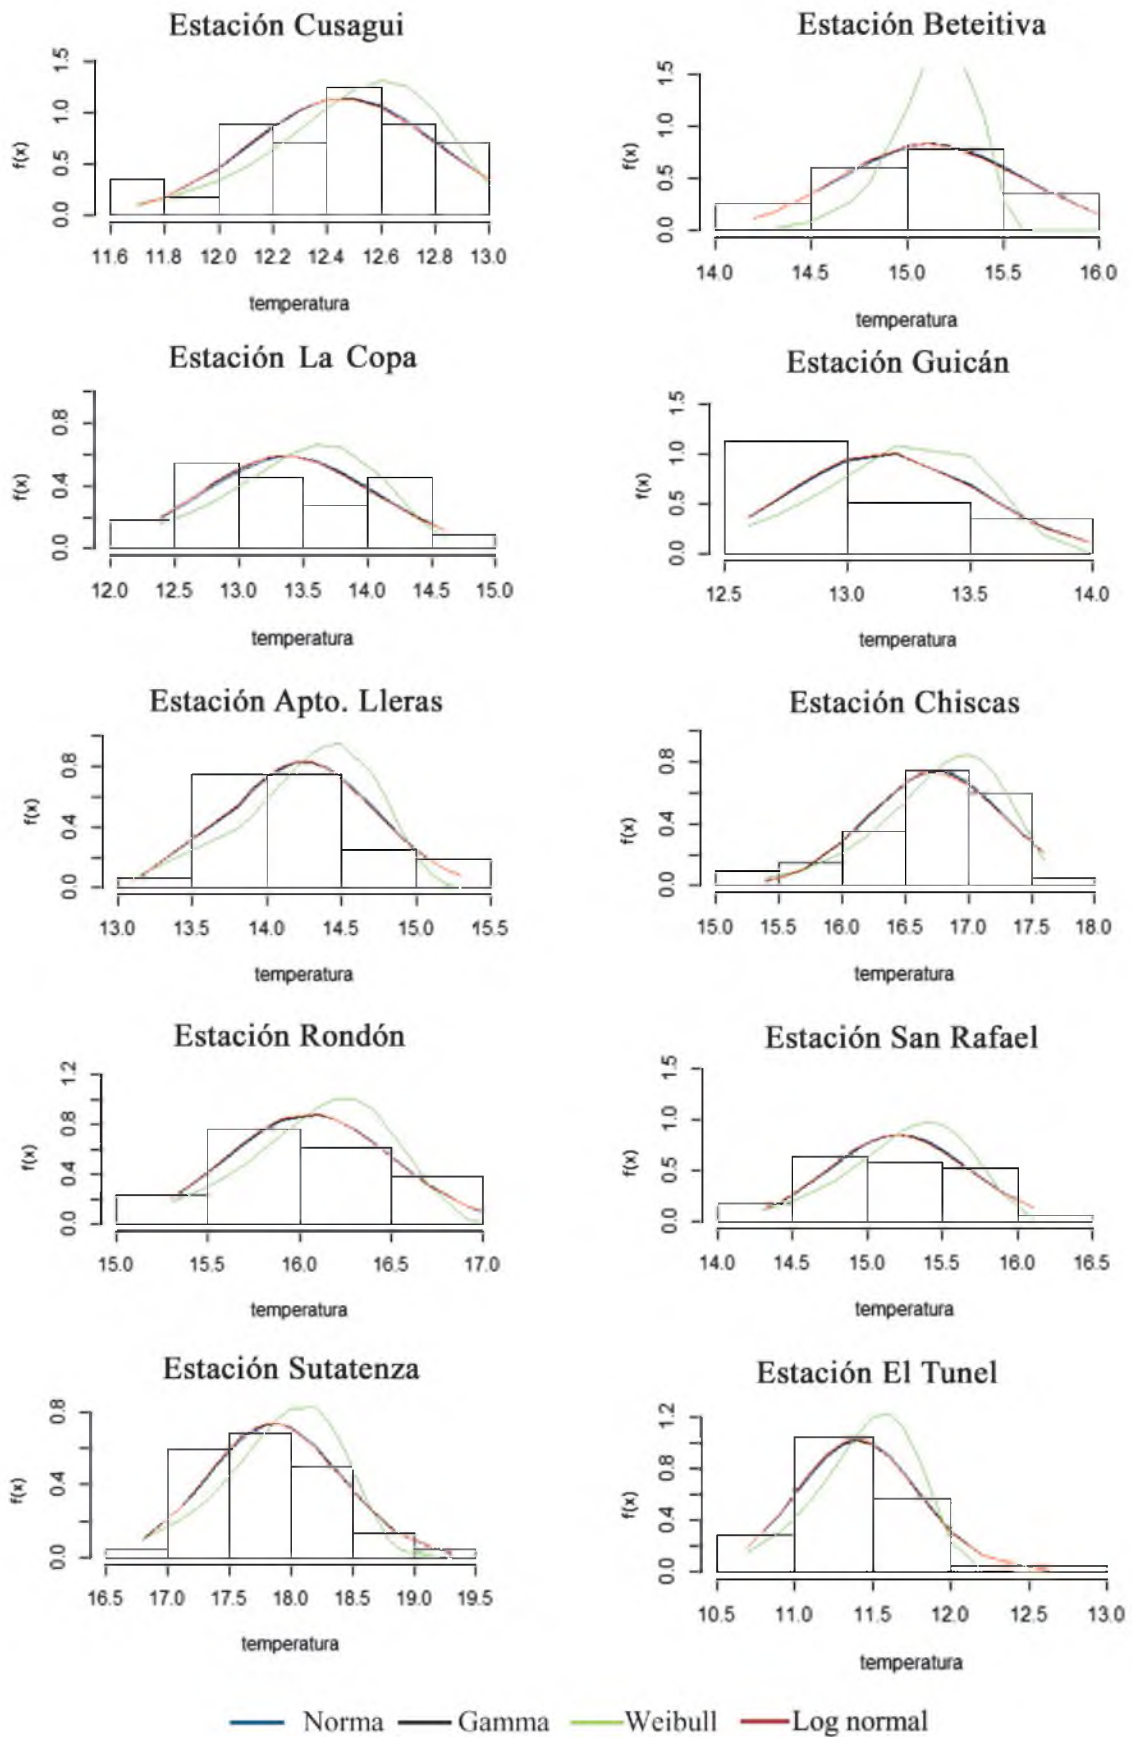 Estación Cusagui
1.5
1.0
0.5
0.0
f(x)
11.6 11.8 12.0 12.2 12.4 12.6 12.8 13.0
temperatura
Estación Beteitiva
1.5
1.0
0.5
0.0
f(x)
14.0 14.5 15.0 15.5 16.0
temperatura
Estación La Copa
0.8
0.4
0.0
f(x)
12.0 12.5 13.0 13.5 14.0 14.5 15.0
temperatura
Estación Guicán
1.5
1.0
0.5
0.0
f(x)
12.5 13.0 13.5 14.0
temperatura
Estación Apto. Lleras
0.8
0.4
0.0
f(x)
13.0 13.5 14.0 14.5 15.0 15.5
temperatura
Estación Chiscas
0.8
0.4
0.0
f(x)
15.0 15.5 16.0 16.5 17.0 17.5 18.0
temperatura
Estación Rondón
1.2
0.8
0.4
0.0
f(x)
15.0 15.5 16.0 16.5 17.0
temperatura
Estación San Rafael
1.5
1.0
0.5
0.0
f(x)
14.0 14.5 15.0 15.5 16.0 16.5
temperatura
Estación Sutatenza
0.8
0.4
0.0
f(x)
16.5 17.0 17.5 18.0 18.5 19.0 19.5
temperatura
Estación El Tunel
1.2
0.8
0.4
0.0
f(x)
10.5 11.0 11.5 12.0 12.5 13.0
temperatura
Norma Gamma Weibull Log normal